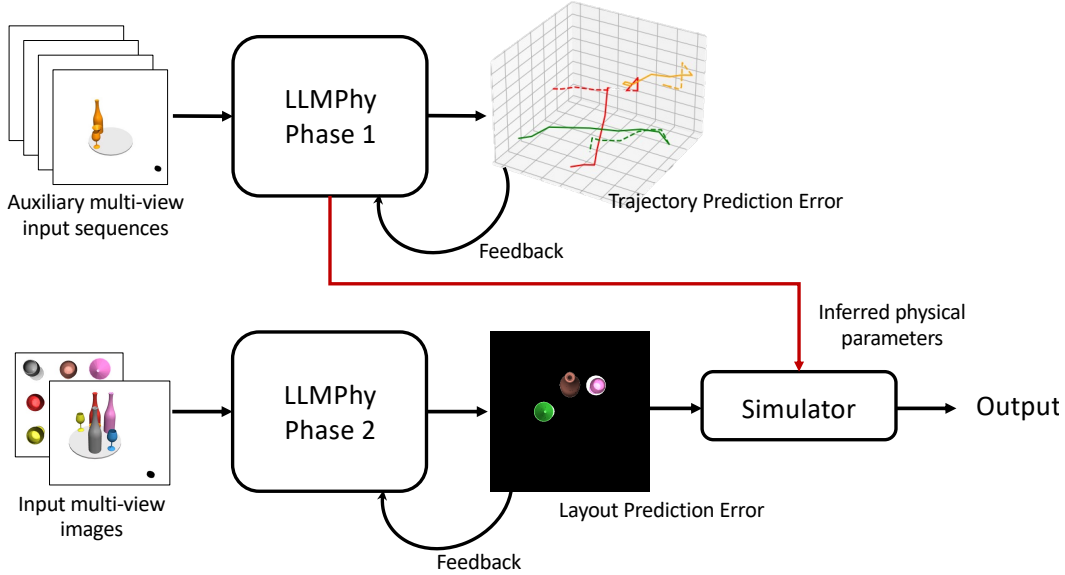 LLMPhy
Phase 1
Auxiliary multi-view
input sequences
Trajectory Prediction Error
Feedback
Inferred physical
parameters
LLMPhy
Phase 2
Simulator
Output
Input multi-view
images
Layout Prediction Error
Feedback